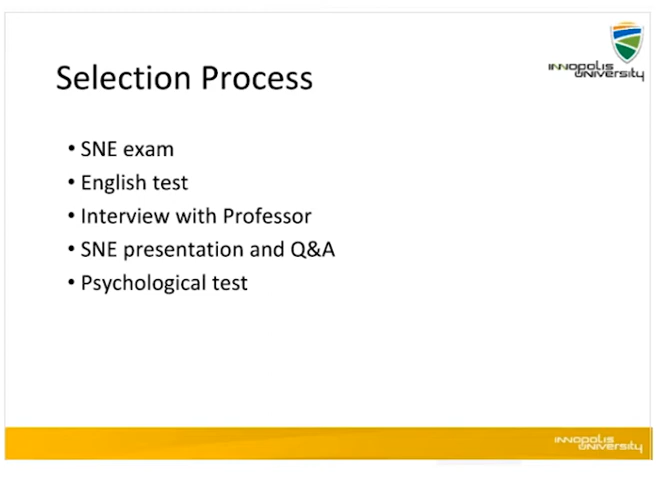 INNOPOLIS
UNIVERSITY
Selection Process
• SNE exam
• English test
• Interview with Professor
• SNE presentation and Q&A
• Psychological test
INNOPOLIS
UNIVERSITY